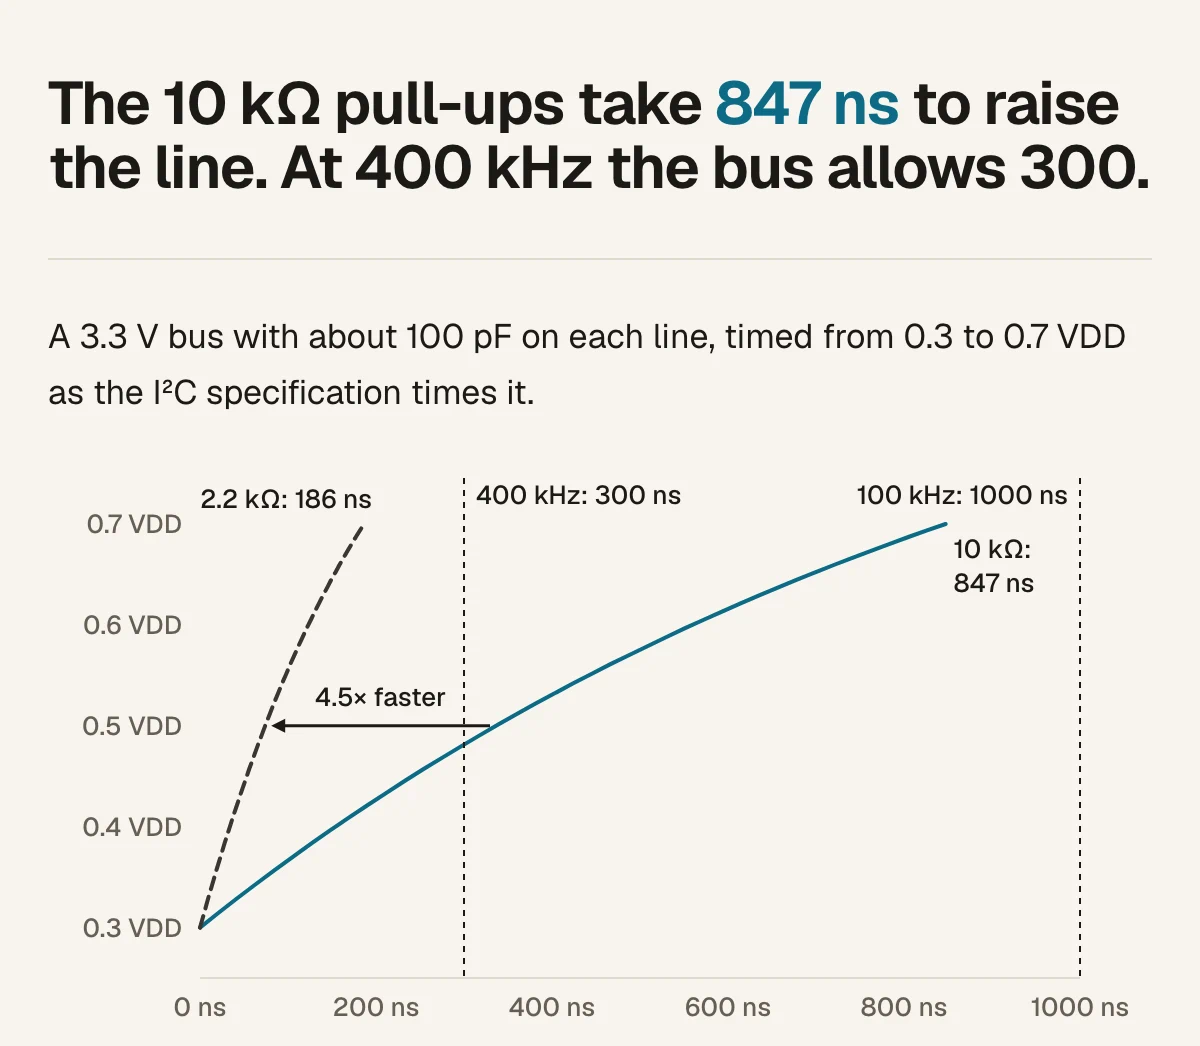 The 10 kΩ pull-ups take 847 ns to raise
the line. At 400 kHz the bus allows 300.
A 3.3 V bus with about 100 pF on each line, timed from 0.3 to 0.7 VDD
as the I²C specification times it.
2.2 kΩ: 186 ns
400 kHz: 300 ns
100 kHz: 1000 ns
0.7 VDD
10 kΩ:
847 ns
0.6 VDD
4.5× faster
0.5 VDD
0.4 VDD
0.3 VDD
0 ns
200 ns
400 ns
600 ns
800 ns
1000 ns